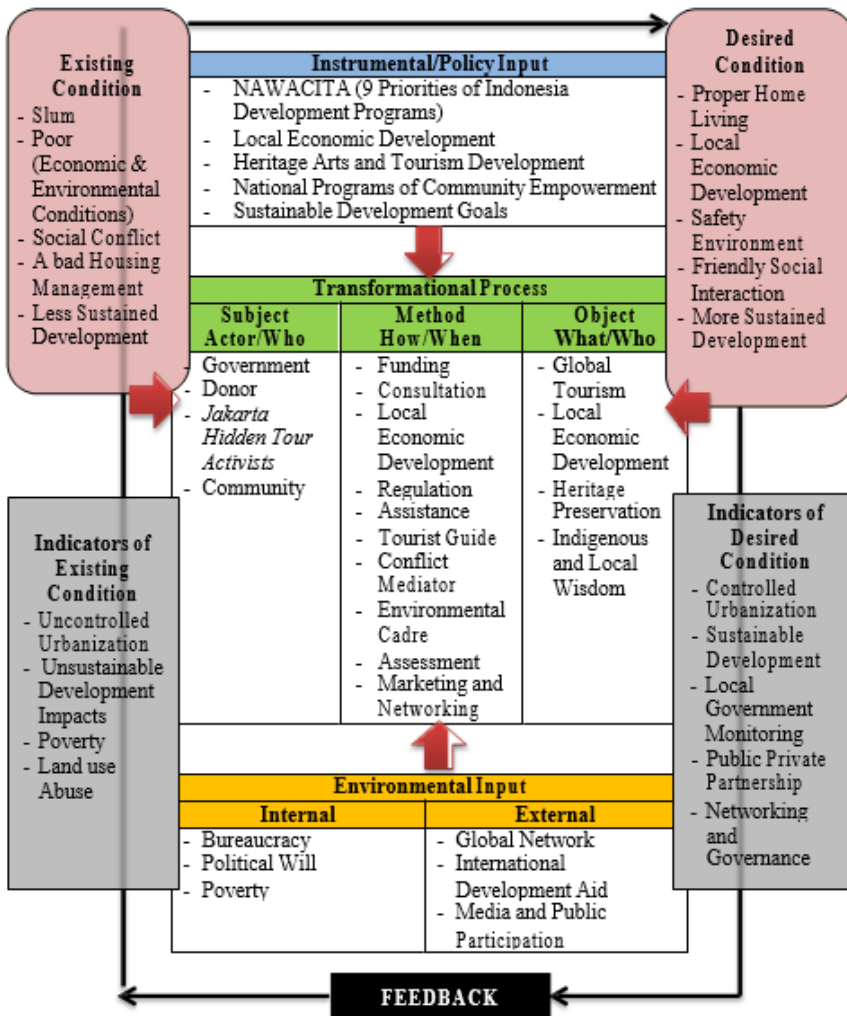 Existing
Condition
- Slum
- Poor
(Economic &
Environmental
Conditions)
- Social Conflict
- A bad Housing
Management
- Less Sustained
Development
Instrumental/Policy Input
- NAWACITA (9 Priorities of Indonesia
Development Programs)
- Local Economic Development
- Heritage Arts and Tourism Development
- National Programs of Community Empowerment
- Sustainable Development Goals
Desired
Condition
- Proper Home
Living
- Local
Economic
Development
- Safety
Environment
- Friendly Social
Interaction
- More Sustained
Development
Transformational Process
Subject
Actor/Who
- Government
- Donor
- Jakarta
Hidden Tour
Activists
- Community
Method
How/When
- Funding
- Consultation
- Local
Economic
Development
- Regulation
- Assistance
- Tourist Guide
- Conflict
Mediator
- Environmental
Cadre
- Assessment
- Marketing and
Networking
Object
What/Who
- Global
Tourism
- Local
Economic
Development
- Heritage
Preservation
- Indigenous
and Local
Wisdom
Indicators of
Existing
Condition
- Uncontrolled
Urbanization
- Unsustainable
Development
Impacts
- Poverty
- Land use
Abuse
Indicators of
Desired
Condition
- Controlled
Urbanization
- Sustainable
Development
- Local
Government
Monitoring
- Public Private
Partnership
- Networking
and
Governance
Environmental Input
Internal
- Bureaucracy
- Political Will
- Poverty
External
- Global Network
- International
Development Aid
- Media and Public
Participation
FEEDBACK